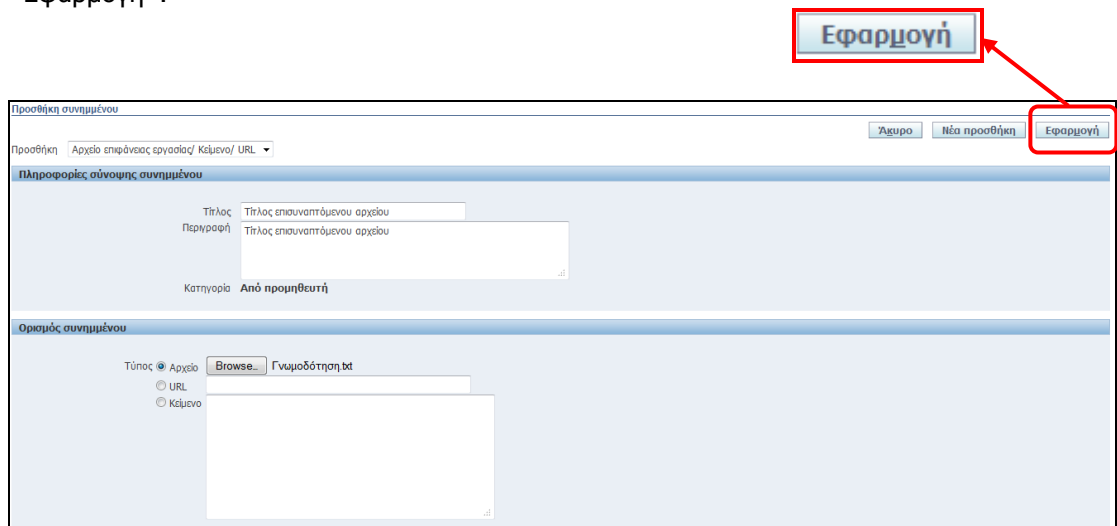 "Εφαρμογή".
Εφαρμογή
Προσθήκη συνημμένου
Άκυρο Νέα προσθήκη Εφαρμογή
Προσθήκη Αρχείο επιφάνειας εργασίας/ Κείμενο/ URL
Πληροφορίες σύνοψης συνημμένου
Τίτλος Τίτλος επισυναπτόμενου αρχείου
Περιγραφή Τίτλος επισυναπτόμενου αρχείου
Κατηγορία Από προμηθευτή
Ορισμός συνημμένου
Τύπος Αρχείο Browse... Γνωμοδότηση.txt
URL
Κείμενο